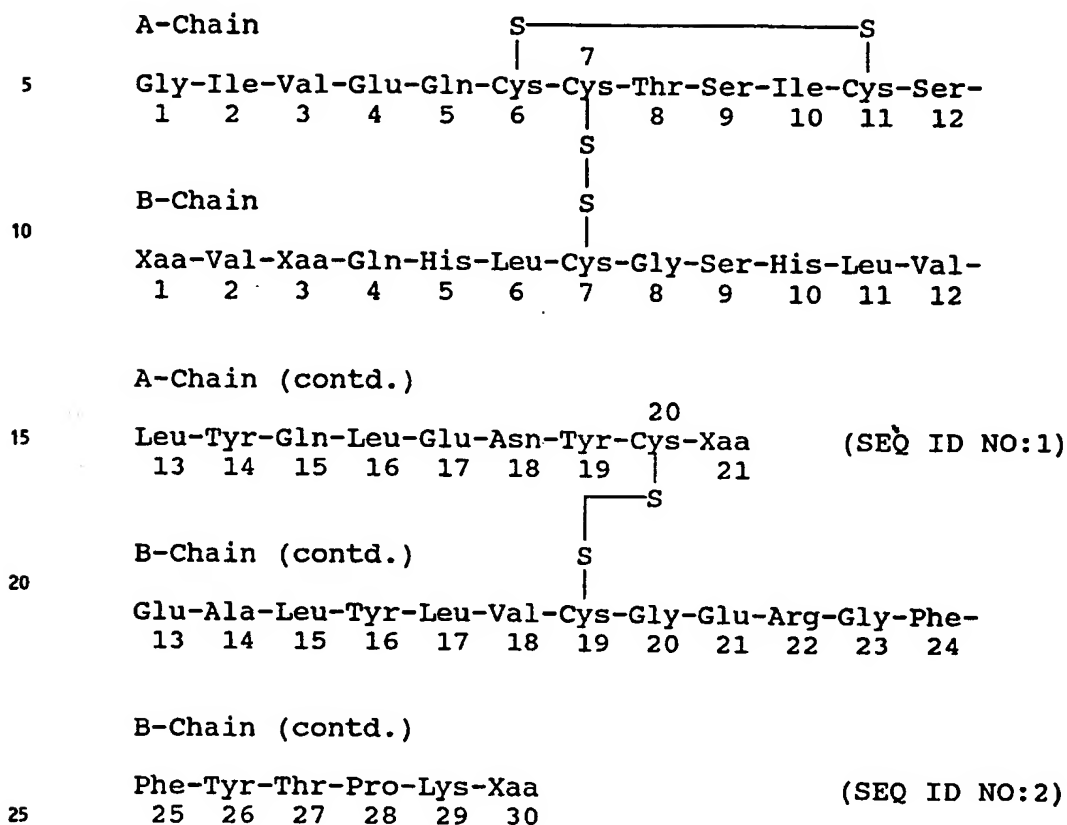 A-Chain
S S
7
5 Gly-Ile-Val-Glu-Gln-Cys-Cys-Thr-Ser-Ile-Cys-Ser-
1 2 3 4 5 6 8 9 10 11 12
S
S
B-Chain
10
Xaa-Val-Xaa-Gln-His-Leu-Cys-Gly-Ser-His-Leu-Val-
1 2 3 4 5 6 7 8 9 10 11 12
A-Chain (contd.)
20
15 Leu-Tyr-Gln-Leu-Glu-Asn-Tyr-Cys-Xaa (SEQ ID NO:1)
13 14 15 16 17 18 19 21
S
B-Chain (contd.) S
20
Glu-Ala-Leu-Tyr-Leu-Val-Cys-Gly-Glu-Arg-Gly-Phe-
13 14 15 16 17 18 19 20 21 22 23 24
B-Chain (contd.)
Phe-Tyr-Thr-Pro-Lys-Xaa (SEQ ID NO:2)
25 25 26 27 28 29 30